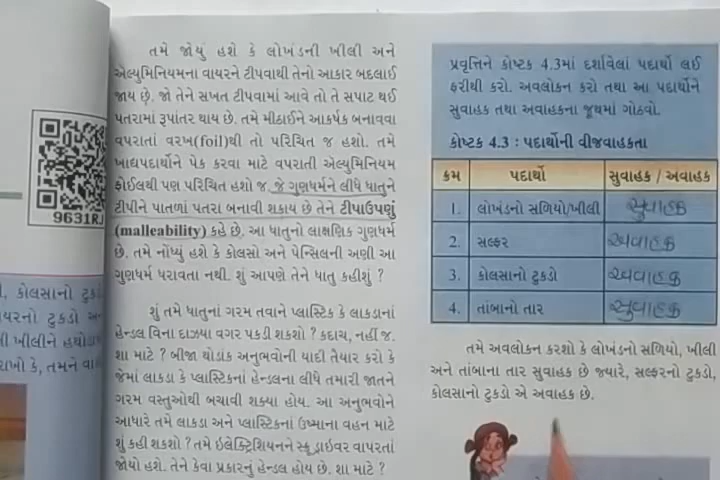 તમે જોયું હશે કે લોખંડની ખીલી અને
એલ્યુમિનિયમના વાયરને ટીપવાથી તેનો આકાર બદલાઈ
જાય છે. જો તેને સખત ટીપવામાં આવે તો તે સપાટ થઈ
પતરામાં રૂપાંતર થાય છે. તમે મીઠાઈને આકર્ષક બનાવવા
વપરાતાં વરખ(foil)થી તો પરિચિત જ હશો. તમે
ખાદ્યપદાર્થોને પેક કરવા માટે વપરાતી એલ્યુમિનિયમ
ફોઈલથી પણ પરિચિત હશો જ. જે ગુણધર્મને લીધે ધાતુને
ટીપીને પાતળાં પતરા બનાવી શકાય છે તેને ટીપાઉપણું
(malleability) કહે છે. આ ધાતુનો લાક્ષણિક ગુણધર્મ
છે. તમે નોંધ્યું હશે કે કોલસો અને પેન્સિલની અણી આ
ગુણધર્મ ધરાવતા નથી. શું આપણે તેને ધાતુ કહીશું ?
શું તમે ધાતુનાં ગરમ તવાને પ્લાસ્ટિક કે લાકડાનાં
હેન્ડલ વિના દાઝ્યા વગર પકડી શકશો ? કદાચ, નહીં જ.
શા માટે ? બીજા થોડાંક અનુભવોની યાદી તૈયાર કરો કે
જેમાં લાકડા કે પ્લાસ્ટિકનાં હેન્ડલના લીધે તમારી જાતને
ગરમ વસ્તુઓથી બચાવી શક્યા હોય. આ અનુભવોને
આધારે તમે લાકડા અને પ્લાસ્ટિકનાં ઉષ્માના વહન માટે
શું કહી શકશો ? તમે ઇલેક્ટ્રિશિયનને સ્ક્રૂ ડ્રાઇવર વાપરતાં
જોયો હશે. તેને કેવા પ્રકારનું હેન્ડલ હોય છે. શા માટે ?
9631RJ
કોલસાનો ટુક
યરનો ટુકડો અ
ખીલીને હથોડા
રાખો કે, તમને વા
પ્રવૃત્તિને કોષ્ટક 4.3માં દર્શાવેલાં પદાર્થો લઈ
ફરીથી કરો. અવલોકન કરો તથા આ પદાર્થોને
સુવાહક તથા અવાહકના જૂથમાં ગોઠવો.
કોષ્ટક 4.3 : પદાર્થોની વીજવાહકતા
ક્રમ પદાર્થો સુવાહક / અવાહક
1. લોખંડનો સળિયો/ખીલી સુવાહક
2. સલ્ફર અવાહક
3. કોલસાનો ટુકડો અવાહક
4. તાંબાનો તાર સુવાહક
તમે અવલોકન કરશો કે લોખંડનો સળિયો, ખીલી
અને તાંબાના તાર સુવાહક છે જ્યારે, સલ્ફરનો ટુકડો,
કોલસાનો ટુકડો એ અવાહક છે.